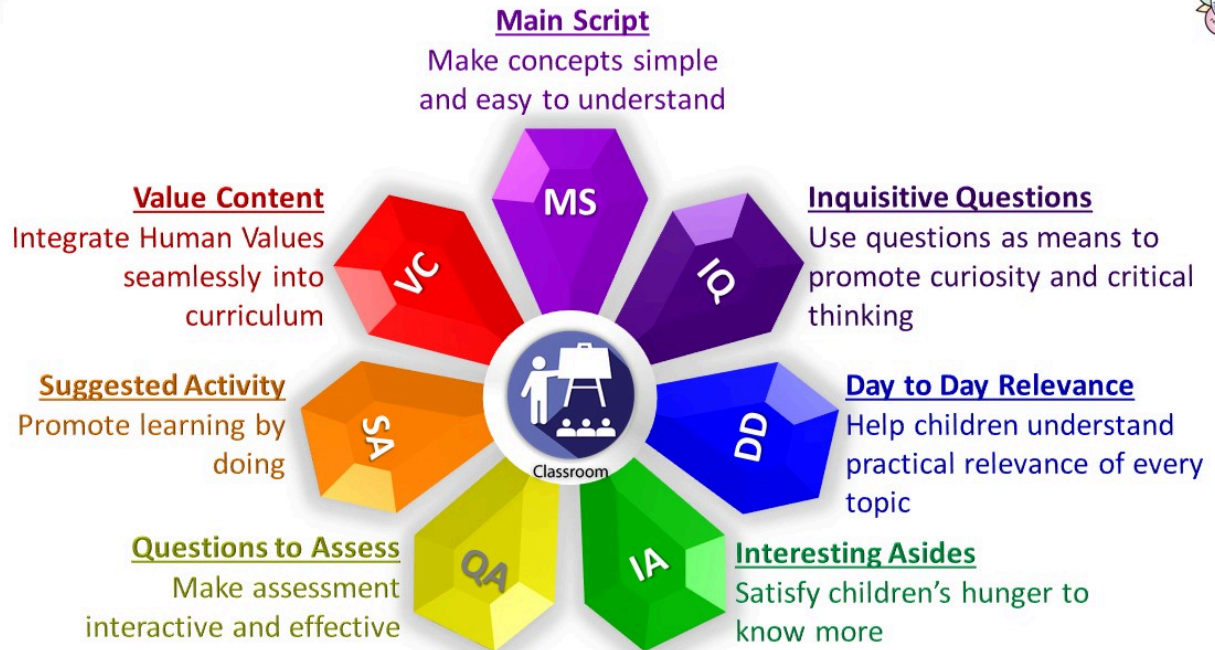 Main Script
Make concepts simple
and easy to understand
MS
Inquisitive Questions
Use questions as means to
promote curiosity and critical
thinking
IQ
Day to Day Relevance
Help children understand
practical relevance of every
topic
DD
Interesting Asides
Satisfy children’s hunger to
know more
IA
Questions to Assess
Make assessment
interactive and effective
QA
Suggested Activity
Promote learning by
doing
SA
Value Content
Integrate Human Values
seamlessly into
curriculum
VC
Classroom